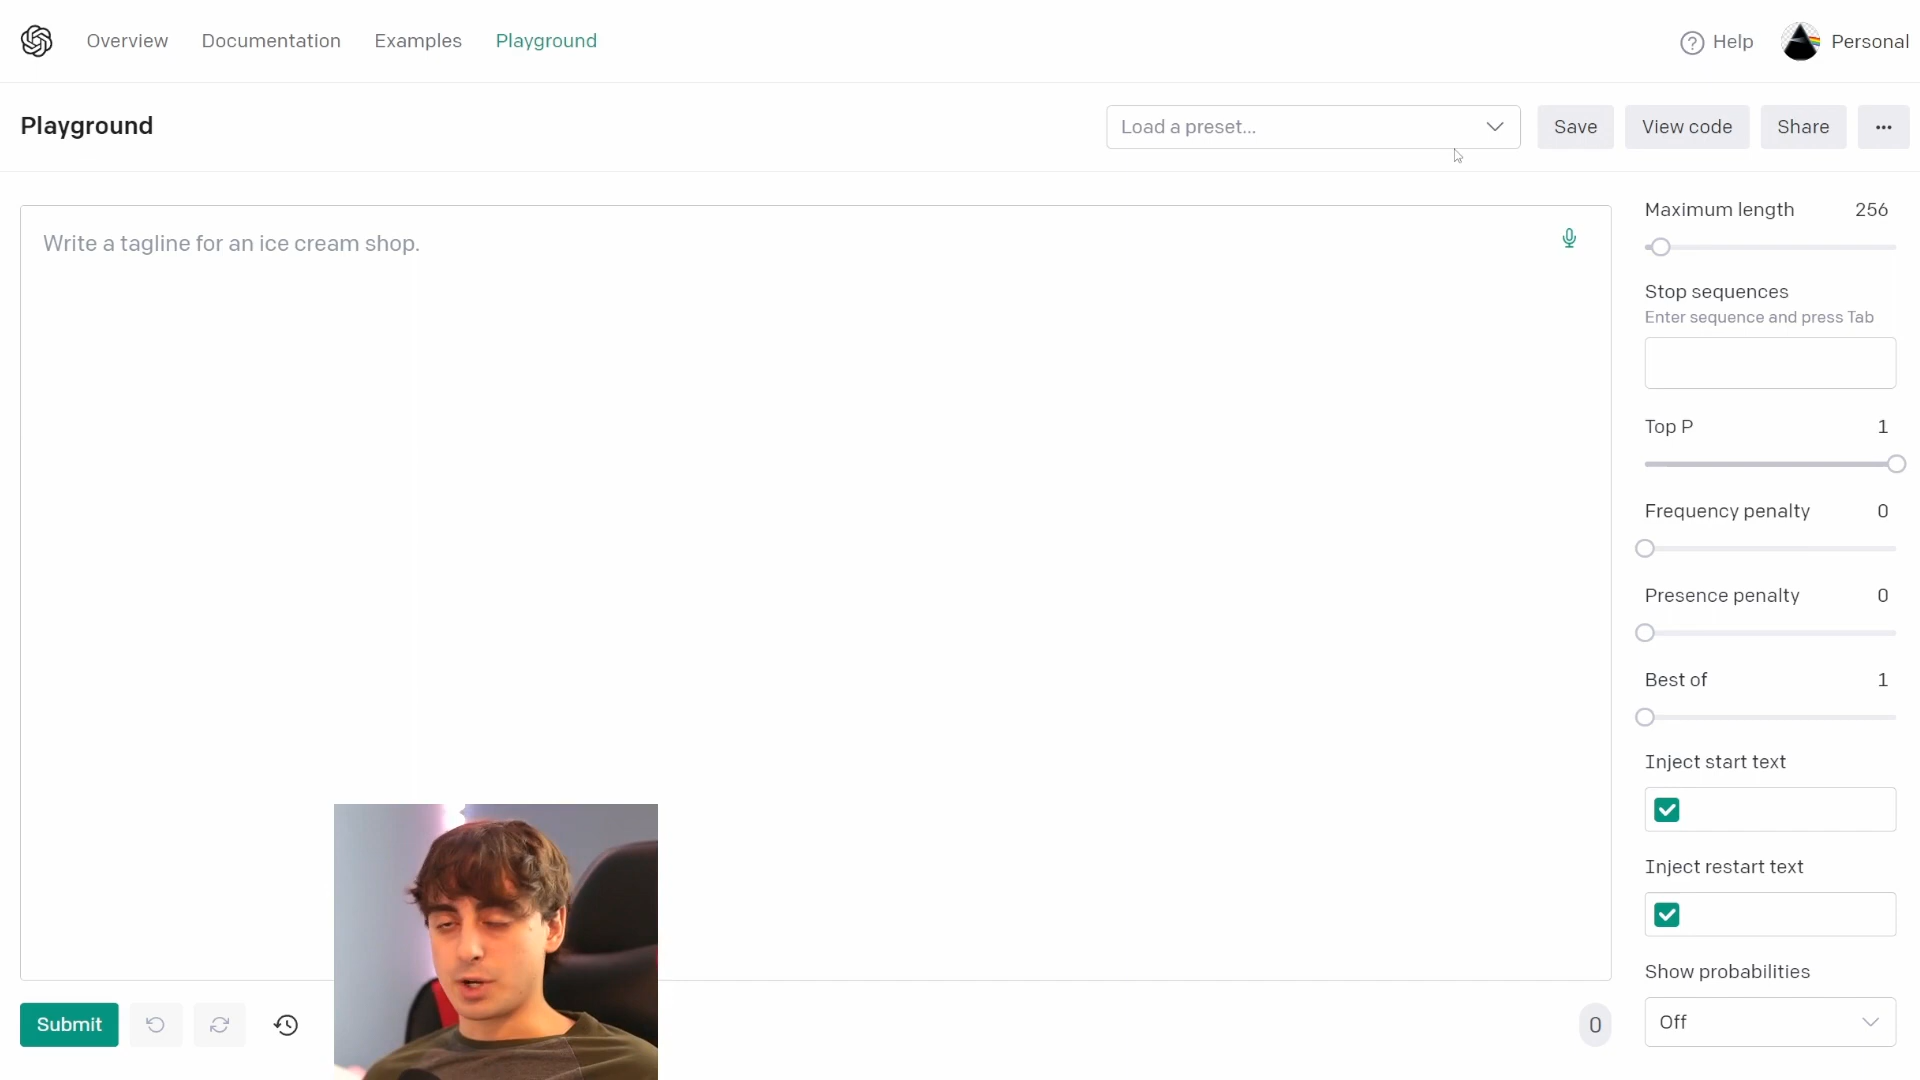 Overview Documentation Examples Playground Help Personal
Playground Load a preset... Save View code Share ...
Write a tagline for an ice cream shop.
Maximum length 256
Stop sequences
Enter sequence and press Tab
Top P 1
Frequency penalty 0
Presence penalty 0
Best of 1
Inject start text
Inject restart text
Show probabilities
Off
Submit 0